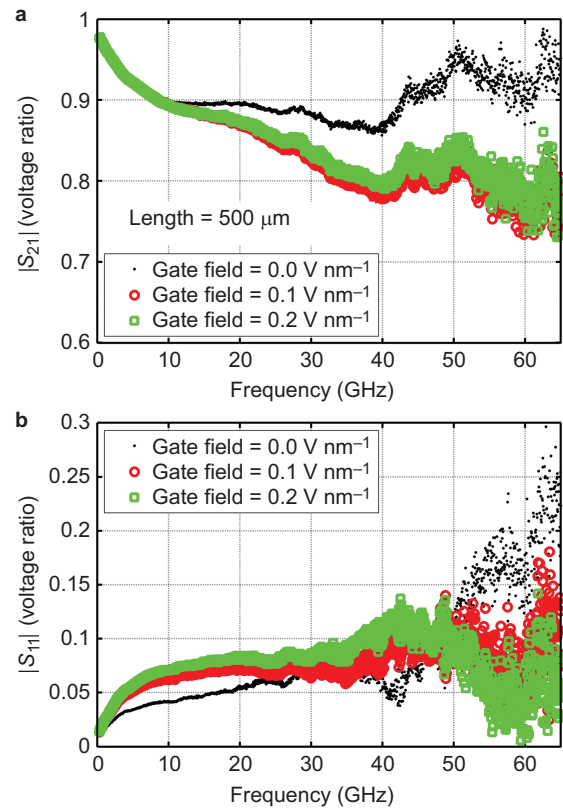 a
1
0.9
0.8
0.7
0.6
|S21| (voltage ratio)
Length = 500 μm
Gate field = 0.0 V nm−1
Gate field = 0.1 V nm−1
Gate field = 0.2 V nm−1
0 10 20 30 40 50 60
Frequency (GHz)
b
0.3
0.25
0.2
0.15
0.1
0.05
0
|S11| (voltage ratio)
Gate field = 0.0 V nm−1
Gate field = 0.1 V nm−1
Gate field = 0.2 V nm−1
0 10 20 30 40 50 60
Frequency (GHz)